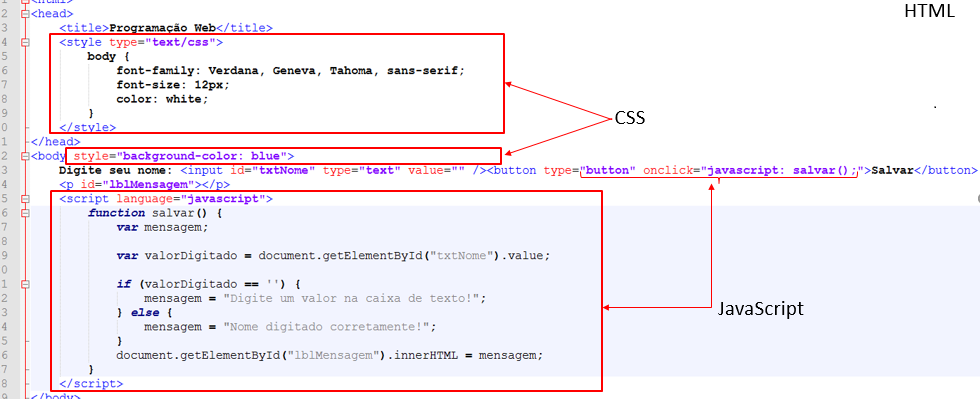 HTML
1 <html>
2 <head>
3 <title>Programação Web</title>
4 <style type="text/css">
5 body {
6 font-family: Verdana, Geneva, Tahoma, sans-serif;
7 font-size: 12px;
8 color: white;
9 }
0 </style>
1 </head>
2 <body style="background-color: blue">
3 Digite seu nome: <input id="txtNome" type="text" value="" /><button type="button" onclick="javascript: salvar();">Salvar</button>
4 <p id="lblMensagem"></p>
5 <script language="javascript">
6 function salvar() {
7 var mensagem;
8
9 var valorDigitado = document.getElementById("txtNome").value;
0
1 if (valorDigitado == '') {
2 mensagem = "Digite um valor na caixa de texto!";
3 } else {
4 mensagem = "Nome digitado corretamente!";
5 }
6 document.getElementById("lblMensagem").innerHTML = mensagem;
7 }
8 </script>
9 </body>
CSS
JavaScript